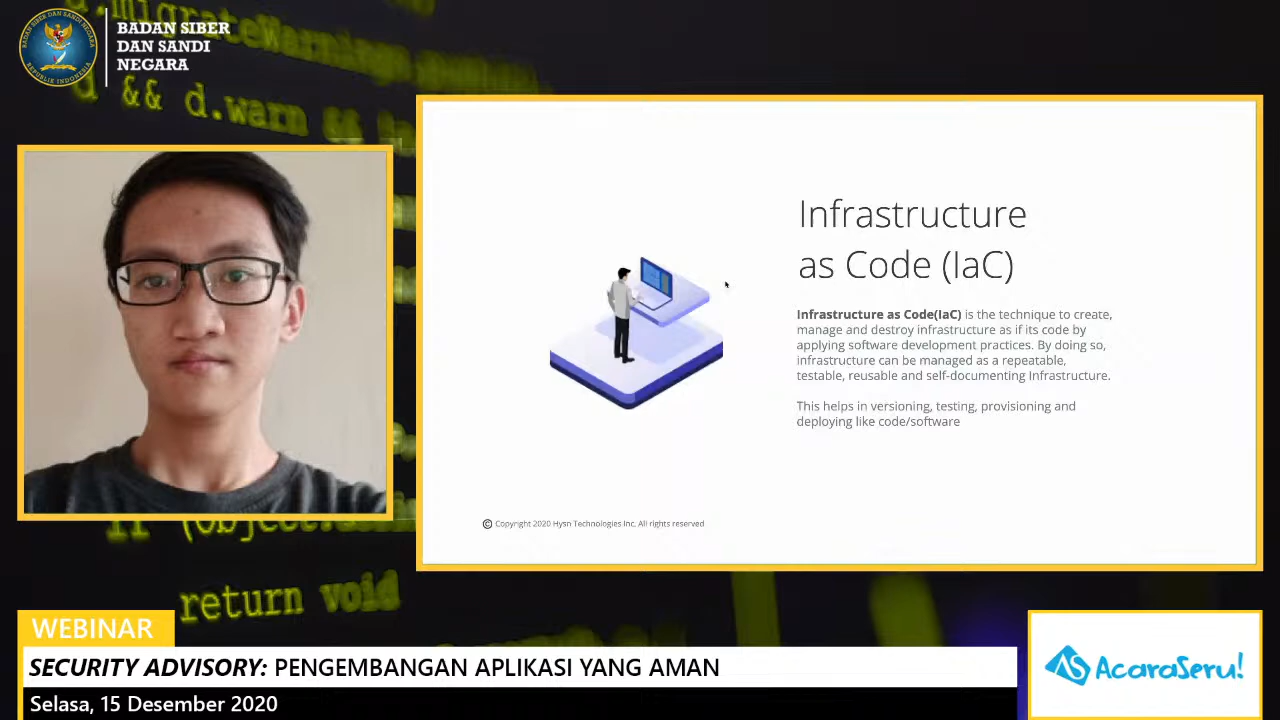 BADAN SIBER
DAN SANDI
NEGARA
d.migrateWarnings
d && d.warn &&
Infrastructure
as Code (IaC)
Infrastructure as Code(IaC) is the technique to create,
manage and destroy infrastructure as if its code by
applying software development practices. By doing so,
infrastructure can be managed as a repeatable,
testable, reusable and self-documenting Infrastructure.
This helps in versioning, testing, provisioning and
deploying like code/software
© Copyright 2020 Hysn Technologies Inc. All rights reserved
return void
WEBINAR
SECURITY ADVISORY: PENGEMBANGAN APLIKASI YANG AMAN
Selasa, 15 Desember 2020
AcaraSeru!